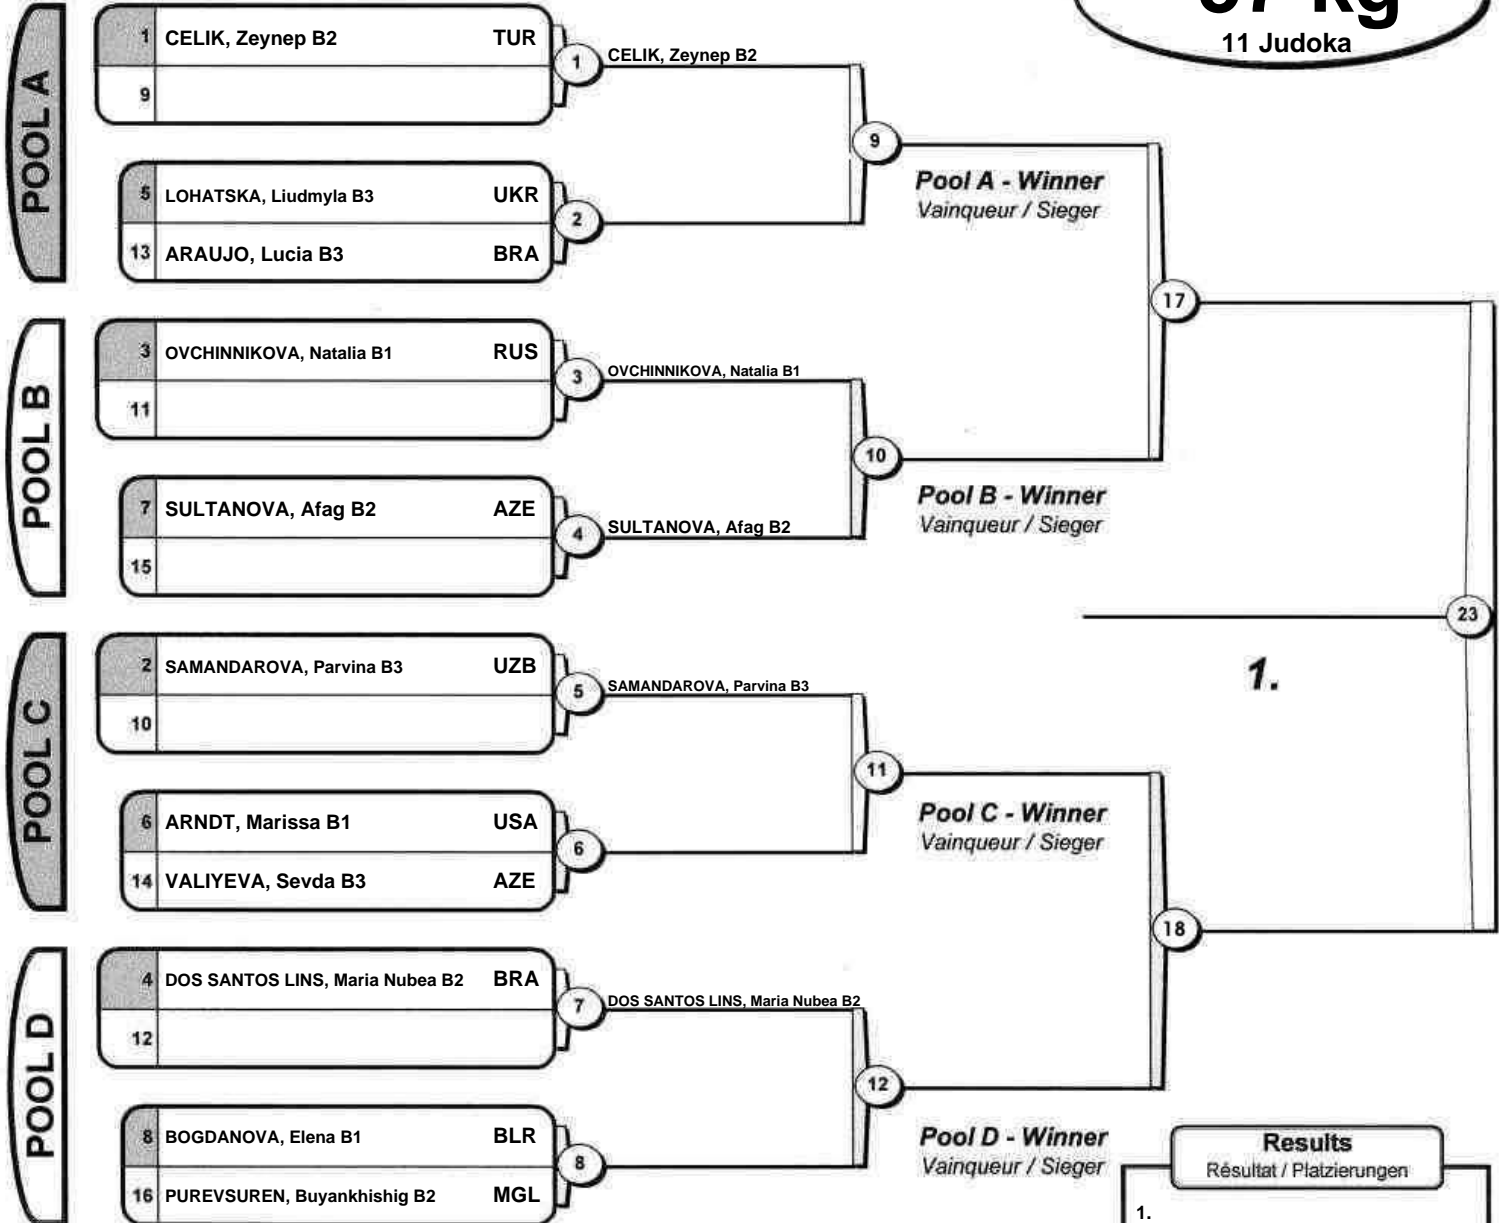 11 Judoka
POOL A
1 CELIK, Zeynep B2 TUR
9
1
CELIK, Zeynep B2
5 LOHATSKA, Liudmyla B3 UKR
13 ARAUJO, Lucia B3 BRA
2
9
Pool A - Winner
Vainqueur / Sieger
17
POOL B
3 OVCHINNIKOVA, Natalia B1 RUS
11
3
OVCHINNIKOVA, Natalia B1
7 SULTANOVA, Afag B2 AZE
15
4
SULTANOVA, Afag B2
10
Pool B - Winner
Vainqueur / Sieger
23
1.
POOL C
2 SAMANDAROVA, Parvina B3 UZB
10
5
SAMANDAROVA, Parvina B3
6 ARNDT, Marissa B1 USA
14 VALIYEVA, Sevda B3 AZE
6
11
Pool C - Winner
Vainqueur / Sieger
18
POOL D
4 DOS SANTOS LINS, Maria Nubea B2 BRA
12
7
DOS SANTOS LINS, Maria Nubea B2
8 BOGDANOVA, Elena B1 BLR
16 PUREVSUREN, Buyankhishig B2 MGL
8
12
Pool D - Winner
Vainqueur / Sieger
Results
Résultat / Platzierungen
1.